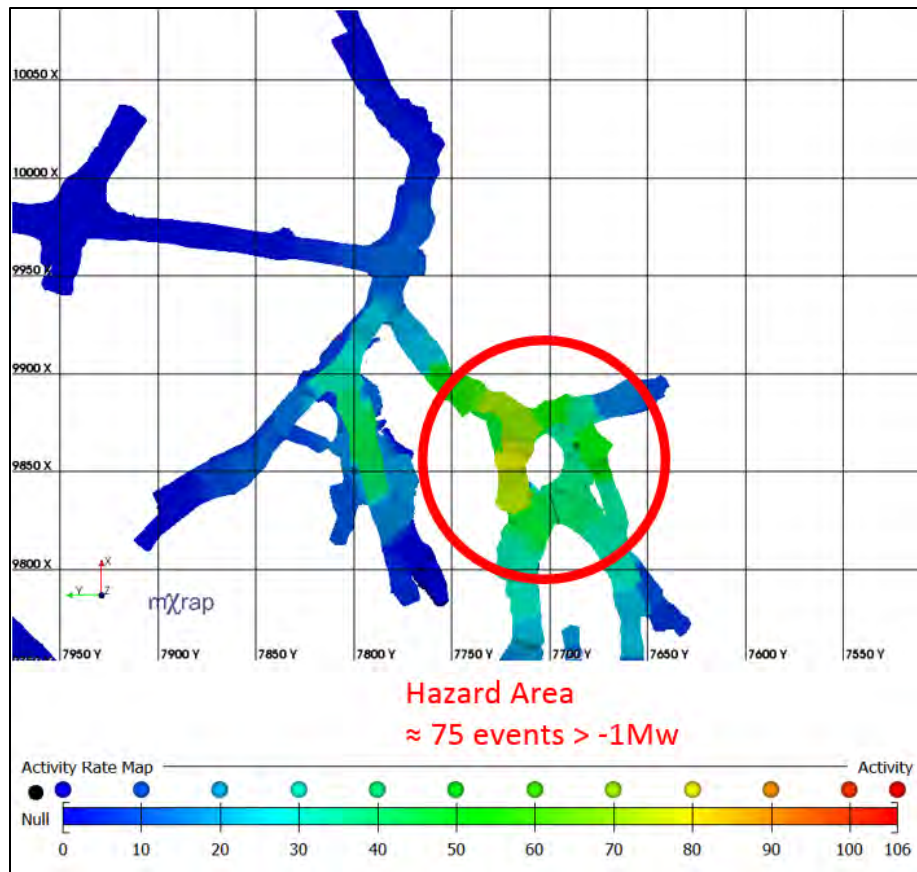 10050 X
10000 X
9950 X
9900 X
9850 X
9800 X
X
Y
Z
mχrap
7950 Y
7900 Y
7850 Y
7800 Y
7750 Y
7700 Y
7650 Y
7600 Y
7550 Y
Hazard Area
≈ 75 events > -1Mw
Activity Rate Map
Activity
Null
0 10 20 30 40 50 60 70 80 90 100 106